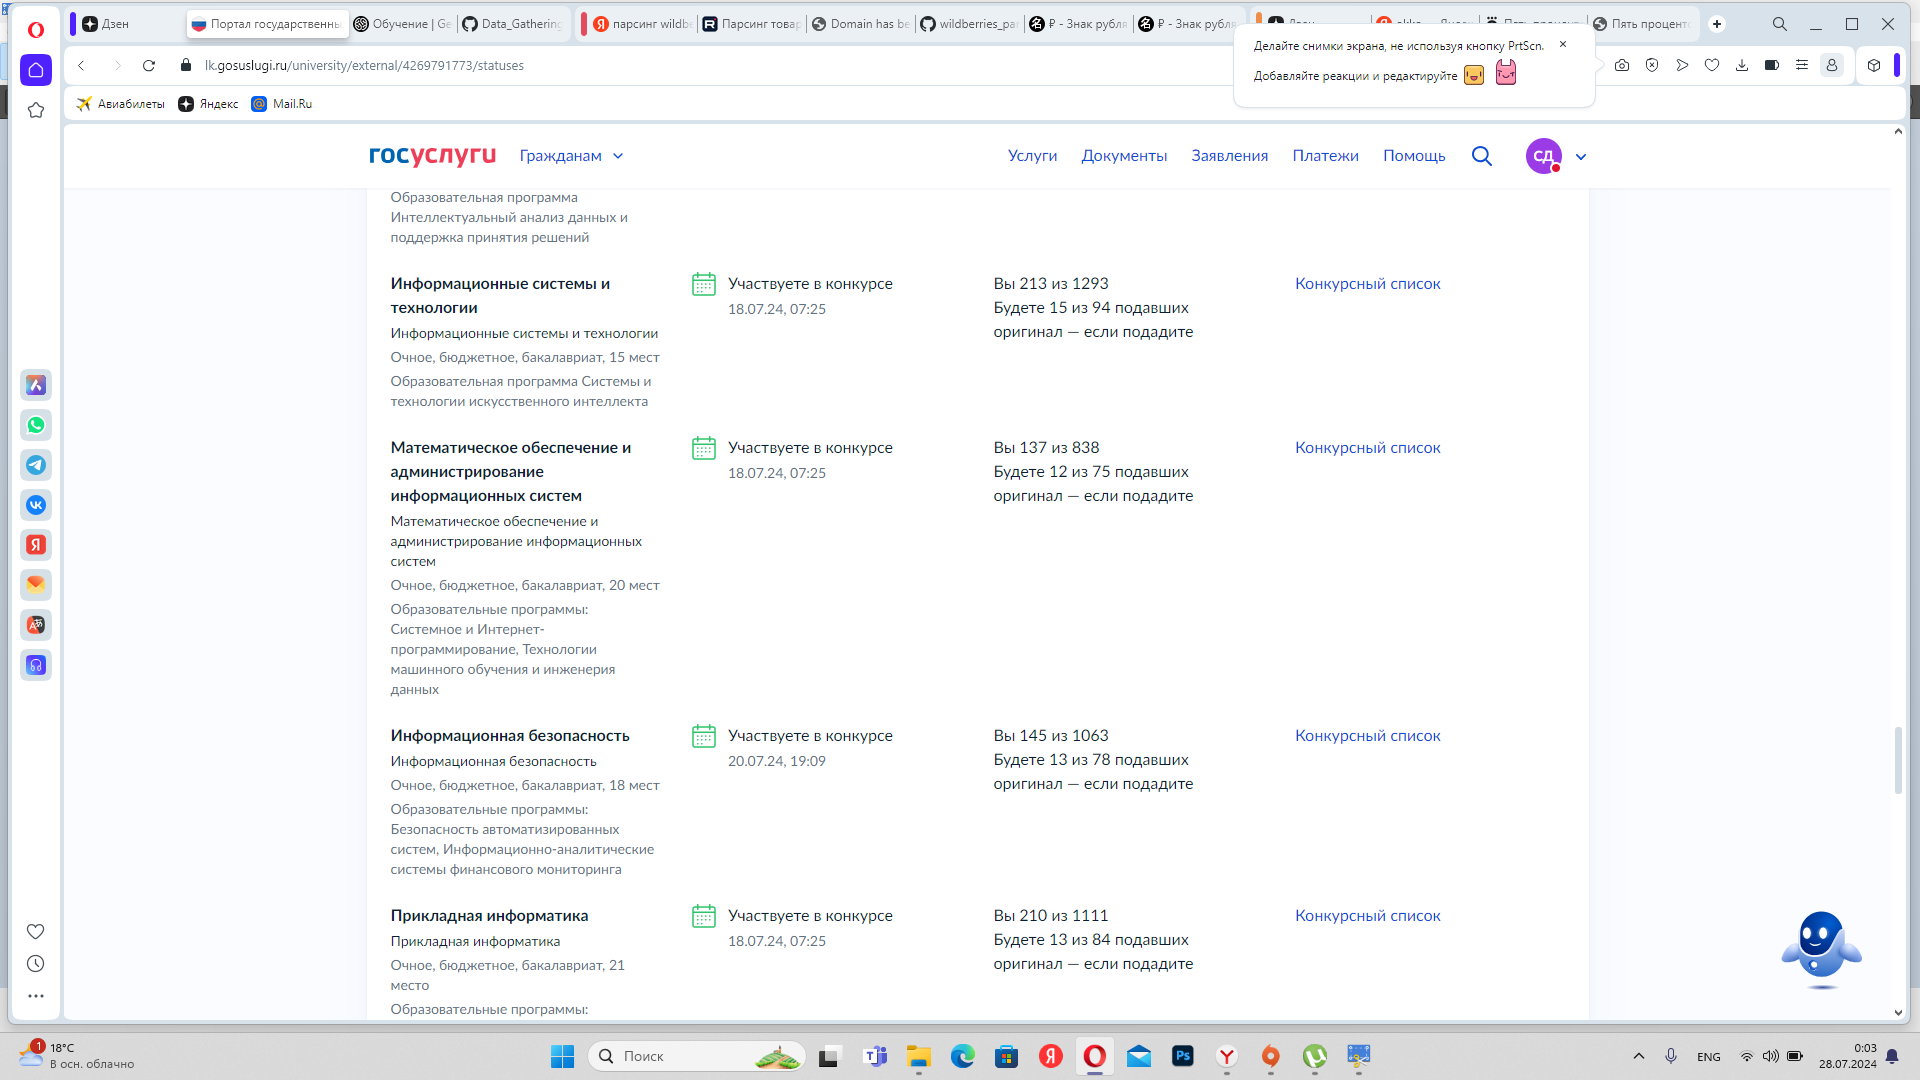 Дзен
Портал государственны
Обучение | Ge
Data_Gathering
парсинг wildbe
Парсинг товар
Domain has be
wildberries_pa
₽ - Знак рубля
₽ - Знак рубля
Делайте снимки экрана, не используя кнопку PrtScn.
Добавляйте реакции и редактируйте
lk.gosuslugi.ru/university/external/4269791773/statuses
Авиабилеты
Яндекс
Mail.Ru
госуслуги
Гражданам
Услуги
Документы
Заявления
Платежи
Помощь
СД
Образовательная программа
Интеллектуальный анализ данных и
поддержка принятия решений
Информационные системы и
технологии
Информационные системы и технологии
Очное, бюджетное, бакалавриат, 15 мест
Образовательная программа Системы и
технологии искусственного интеллекта
Участвуете в конкурсе
18.07.24, 07:25
Вы 213 из 1293
Будете 15 из 94 подавших
оригинал — если подадите
Конкурсный список
Математическое обеспечение и
администрирование
информационных систем
Математическое обеспечение и
администрирование информационных
систем
Очное, бюджетное, бакалавриат, 20 мест
Образовательные программы:
Системное и Интернет-
программирование, Технологии
машинного обучения и инженерия
данных
Участвуете в конкурсе
18.07.24, 07:25
Вы 137 из 838
Будете 12 из 75 подавших
оригинал — если подадите
Конкурсный список
Информационная безопасность
Информационная безопасность
Очное, бюджетное, бакалавриат, 18 мест
Образовательные программы:
Безопасность автоматизированных
систем, Информационно-аналитические
системы финансового мониторинга
Участвуете в конкурсе
20.07.24, 19:09
Вы 145 из 1063
Будете 13 из 78 подавших
оригинал — если подадите
Конкурсный список
Прикладная информатика
Прикладная информатика
Очное, бюджетное, бакалавриат, 21
место
Образовательные программы:
Участвуете в конкурсе
18.07.24, 07:25
Вы 210 из 1111
Будете 13 из 84 подавших
оригинал — если подадите
Конкурсный список
1
18°C
В осн. облачно
Поиск
ENG
0:03
28.07.2024